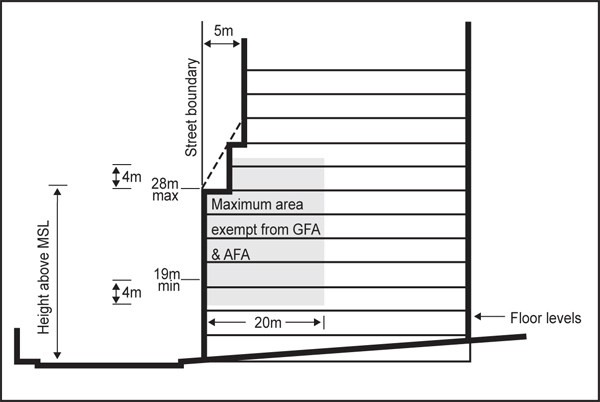 5m
Street boundary
4m
28m
max
Maximum area
exempt from GFA
& AFA
Height above MSL
19m
min
4m
20m
Floor levels